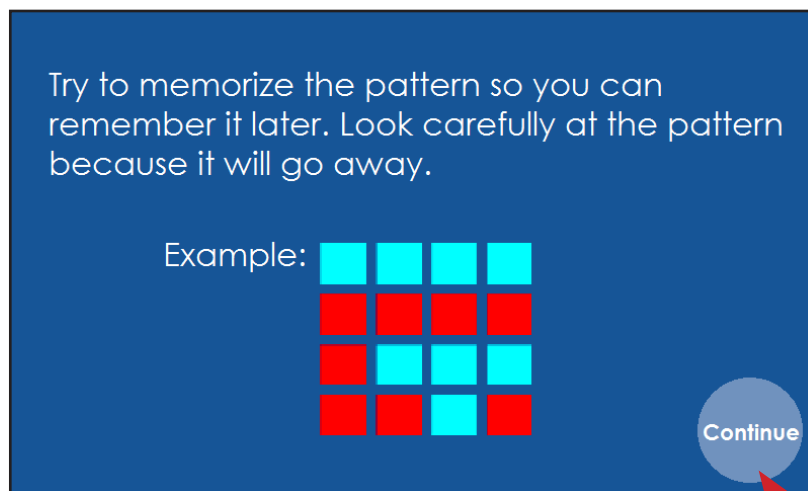 Try to memorize the pattern so you can
remember it later. Look carefully at the pattern
because it will go away.
Example:
Continue